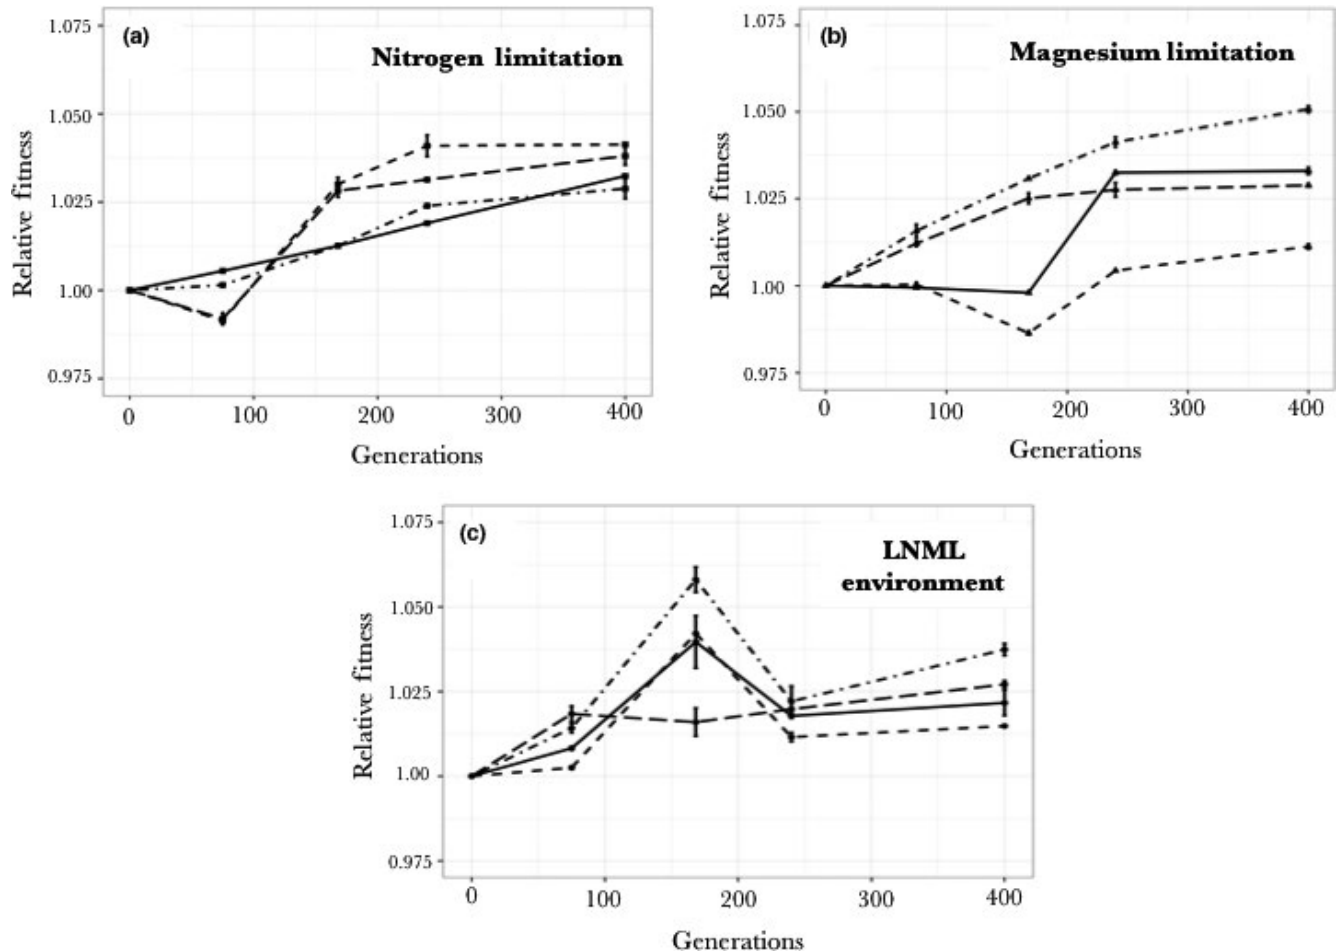 (a)
Nitrogen limitation
Relative fitness
1.075
1.050
1.025
1.00
0.975
0
100
200
300
400
Generations
(b)
Magnesium limitation
Relative fitness
1.075
1.050
1.025
1.00
0.975
0
100
200
300
400
Generations
(c)
LNML
environment
Relative fitness
1.075
1.050
1.025
1.00
0.975
0
100
200
300
400
Generations